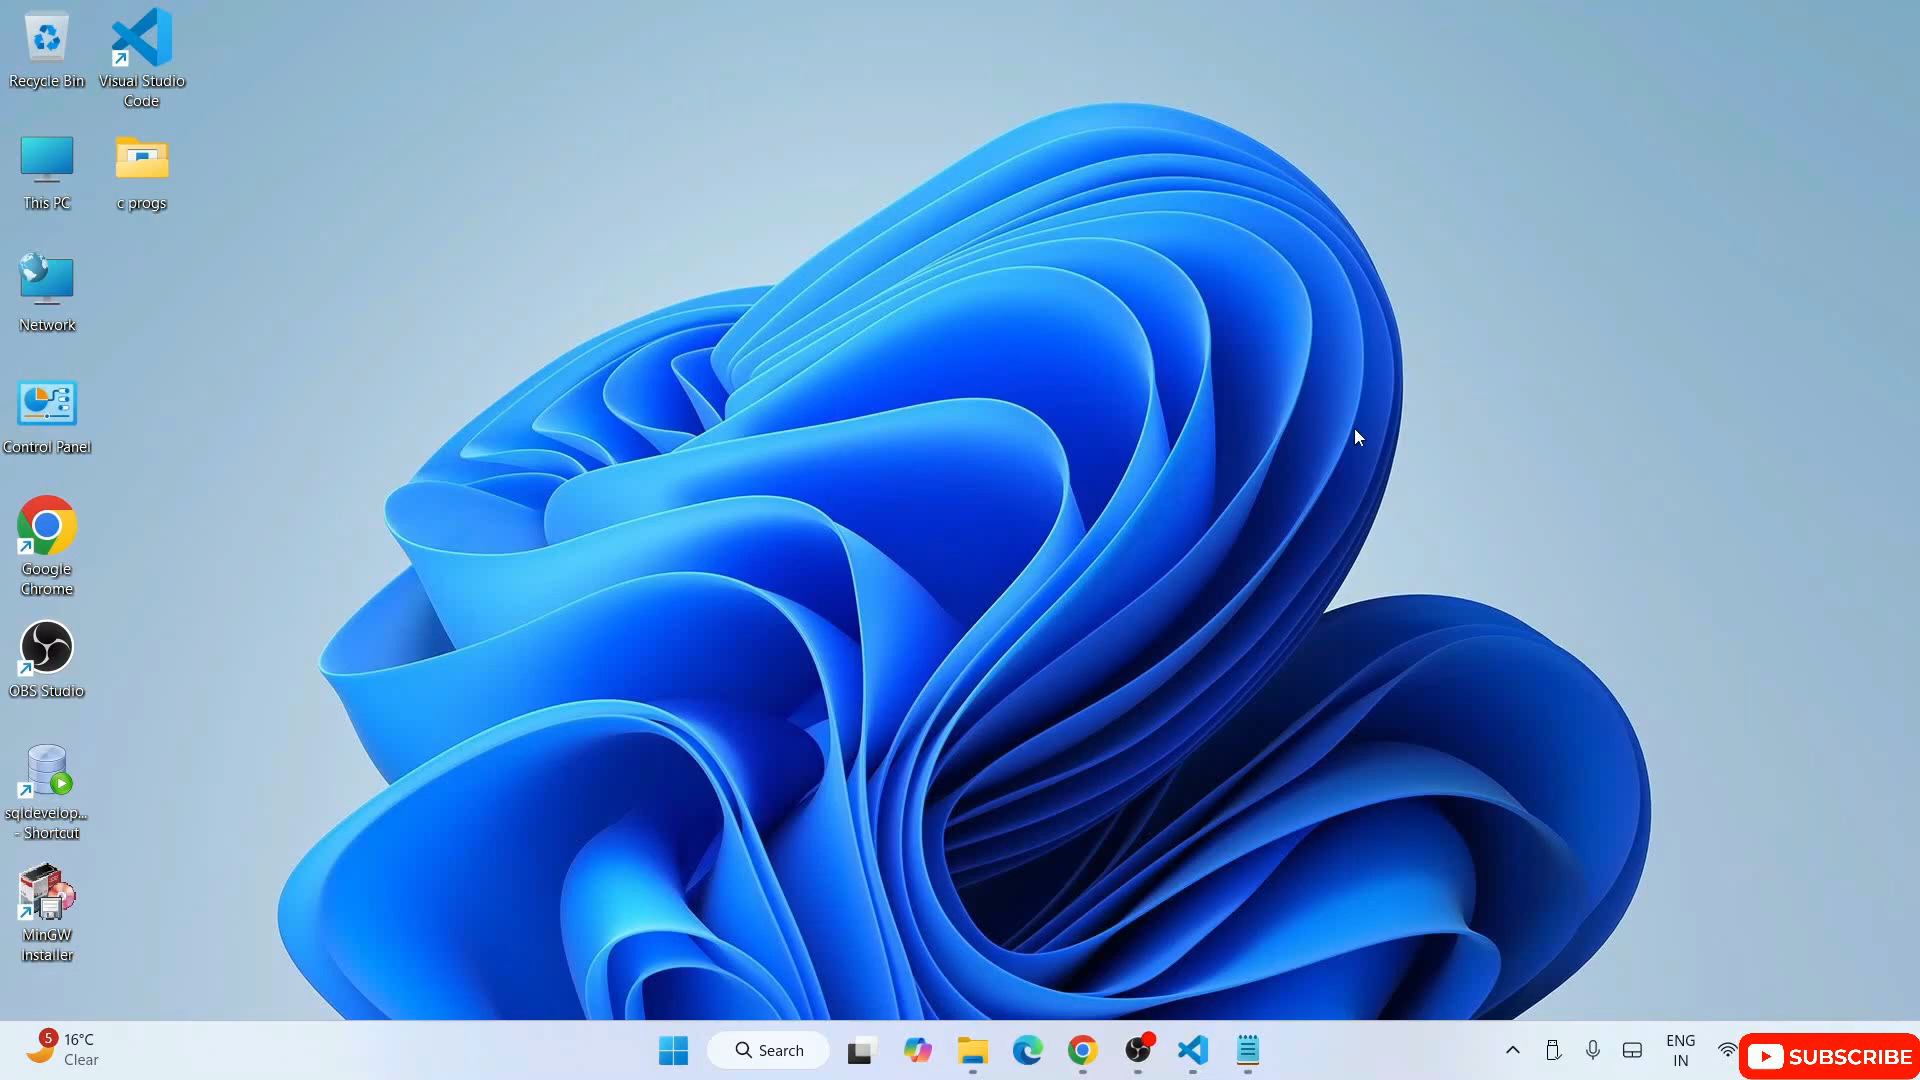 Recycle Bin
Visual Studio
Code
This PC
c progs
Network
Control Panel
Google
Chrome
OBS Studio
sqldevelop...
- Shortcut
MinGW
Installer
5
16°C
Clear
Search
ENG
IN
SUBSCRIBE